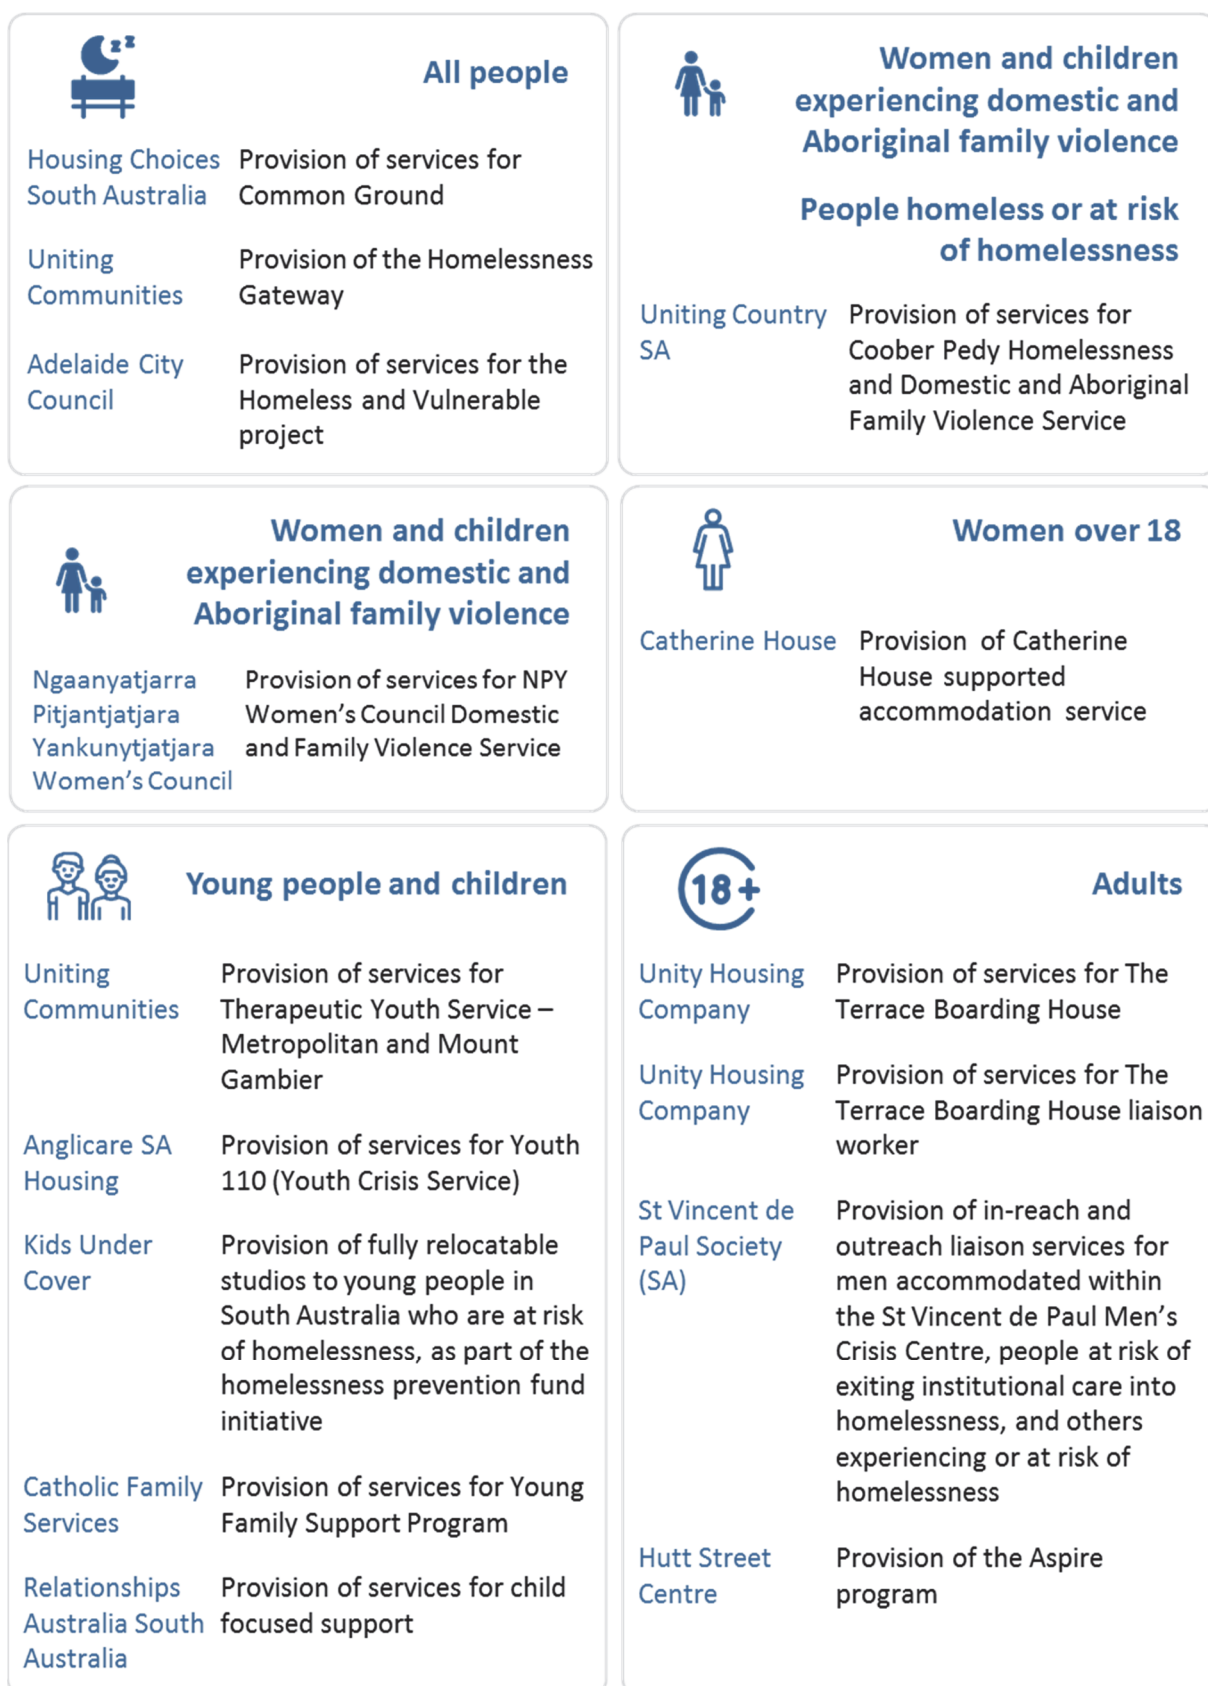 All people
Housing Choices South Australia
Provision of services for Common Ground
Uniting Communities
Provision of the Homelessness Gateway
Adelaide City Council
Provision of services for the Homeless and Vulnerable project
Women and children
experiencing domestic and
Aboriginal family violence
People homeless or at risk
of homelessness
Uniting Country
SA
Provision of services for
Coober Pedy Homelessness
and Domestic and Aboriginal
Family Violence Service
Women and children
experiencing domestic and
Aboriginal family violence
Ngaanyatjarra
Pitjantjatjara
Yankunytjatjara
Women's Council
Provision of services for NPY
Women's Council Domestic
and Family Violence Service
Women over 18
Catherine House
Provision of Catherine
House supported
accommodation service
Young people and children
Uniting
Communities
Provision of services for
Therapeutic Youth Service –
Metropolitan and Mount
Gambier
Anglicare SA
Housing
Provision of services for Youth
110 (Youth Crisis Service)
Kids Under
Cover
Provision of fully relocatable
studios to young people in
South Australia who are at risk
of homelessness, as part of the
homelessness prevention fund
initiative
Catholic Family
Services
Provision of services for Young
Family Support Program
Relationships
Australia South
Australia
Provision of services for child
focused support
18+
Adults
Unity Housing
Company
Provision of services for The
Terrace Boarding House
Unity Housing
Company
Provision of services for The
Terrace Boarding House liaison
worker
St Vincent de
Paul Society
(SA)
Provision of in-reach and
outreach liaison services for
men accommodated within
the St Vincent de Paul Men's
Crisis Centre, people at risk of
exiting institutional care into
homelessness, and others
experiencing or at risk of
homelessness
Hutt Street
Centre
Provision of the Aspire
program